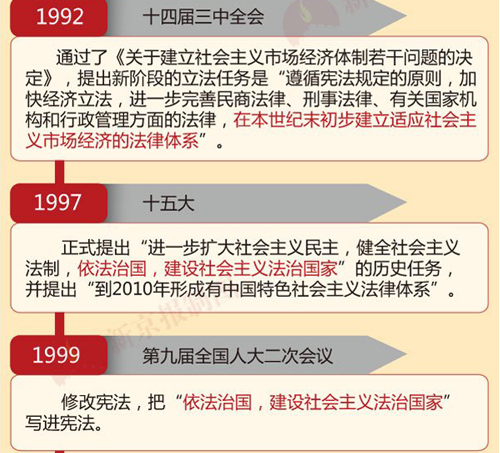 1992 十四届三中全会
通过了《关于建立社会主义市场经济体制若干问题的决
定》，提出新阶段的立法任务是“遵循宪法规定的原则，加
快经济立法，进一步完善民商法律、刑事法律、有关国家机
构和行政管理方面的法律，在本世纪末初步建立适应社会主
义市场经济的法律体系”。
1997 十五大
正式提出“进一步扩大社会主义民主，健全社会主义
法制，依法治国，建设社会主义法治国家”的历史任务，
并提出“到2010年形成有中国特色社会主义法律体系”。
1999 第九届全国人大二次会议
修改宪法，把“依法治国，建设社会主义法治国家”
写进宪法。